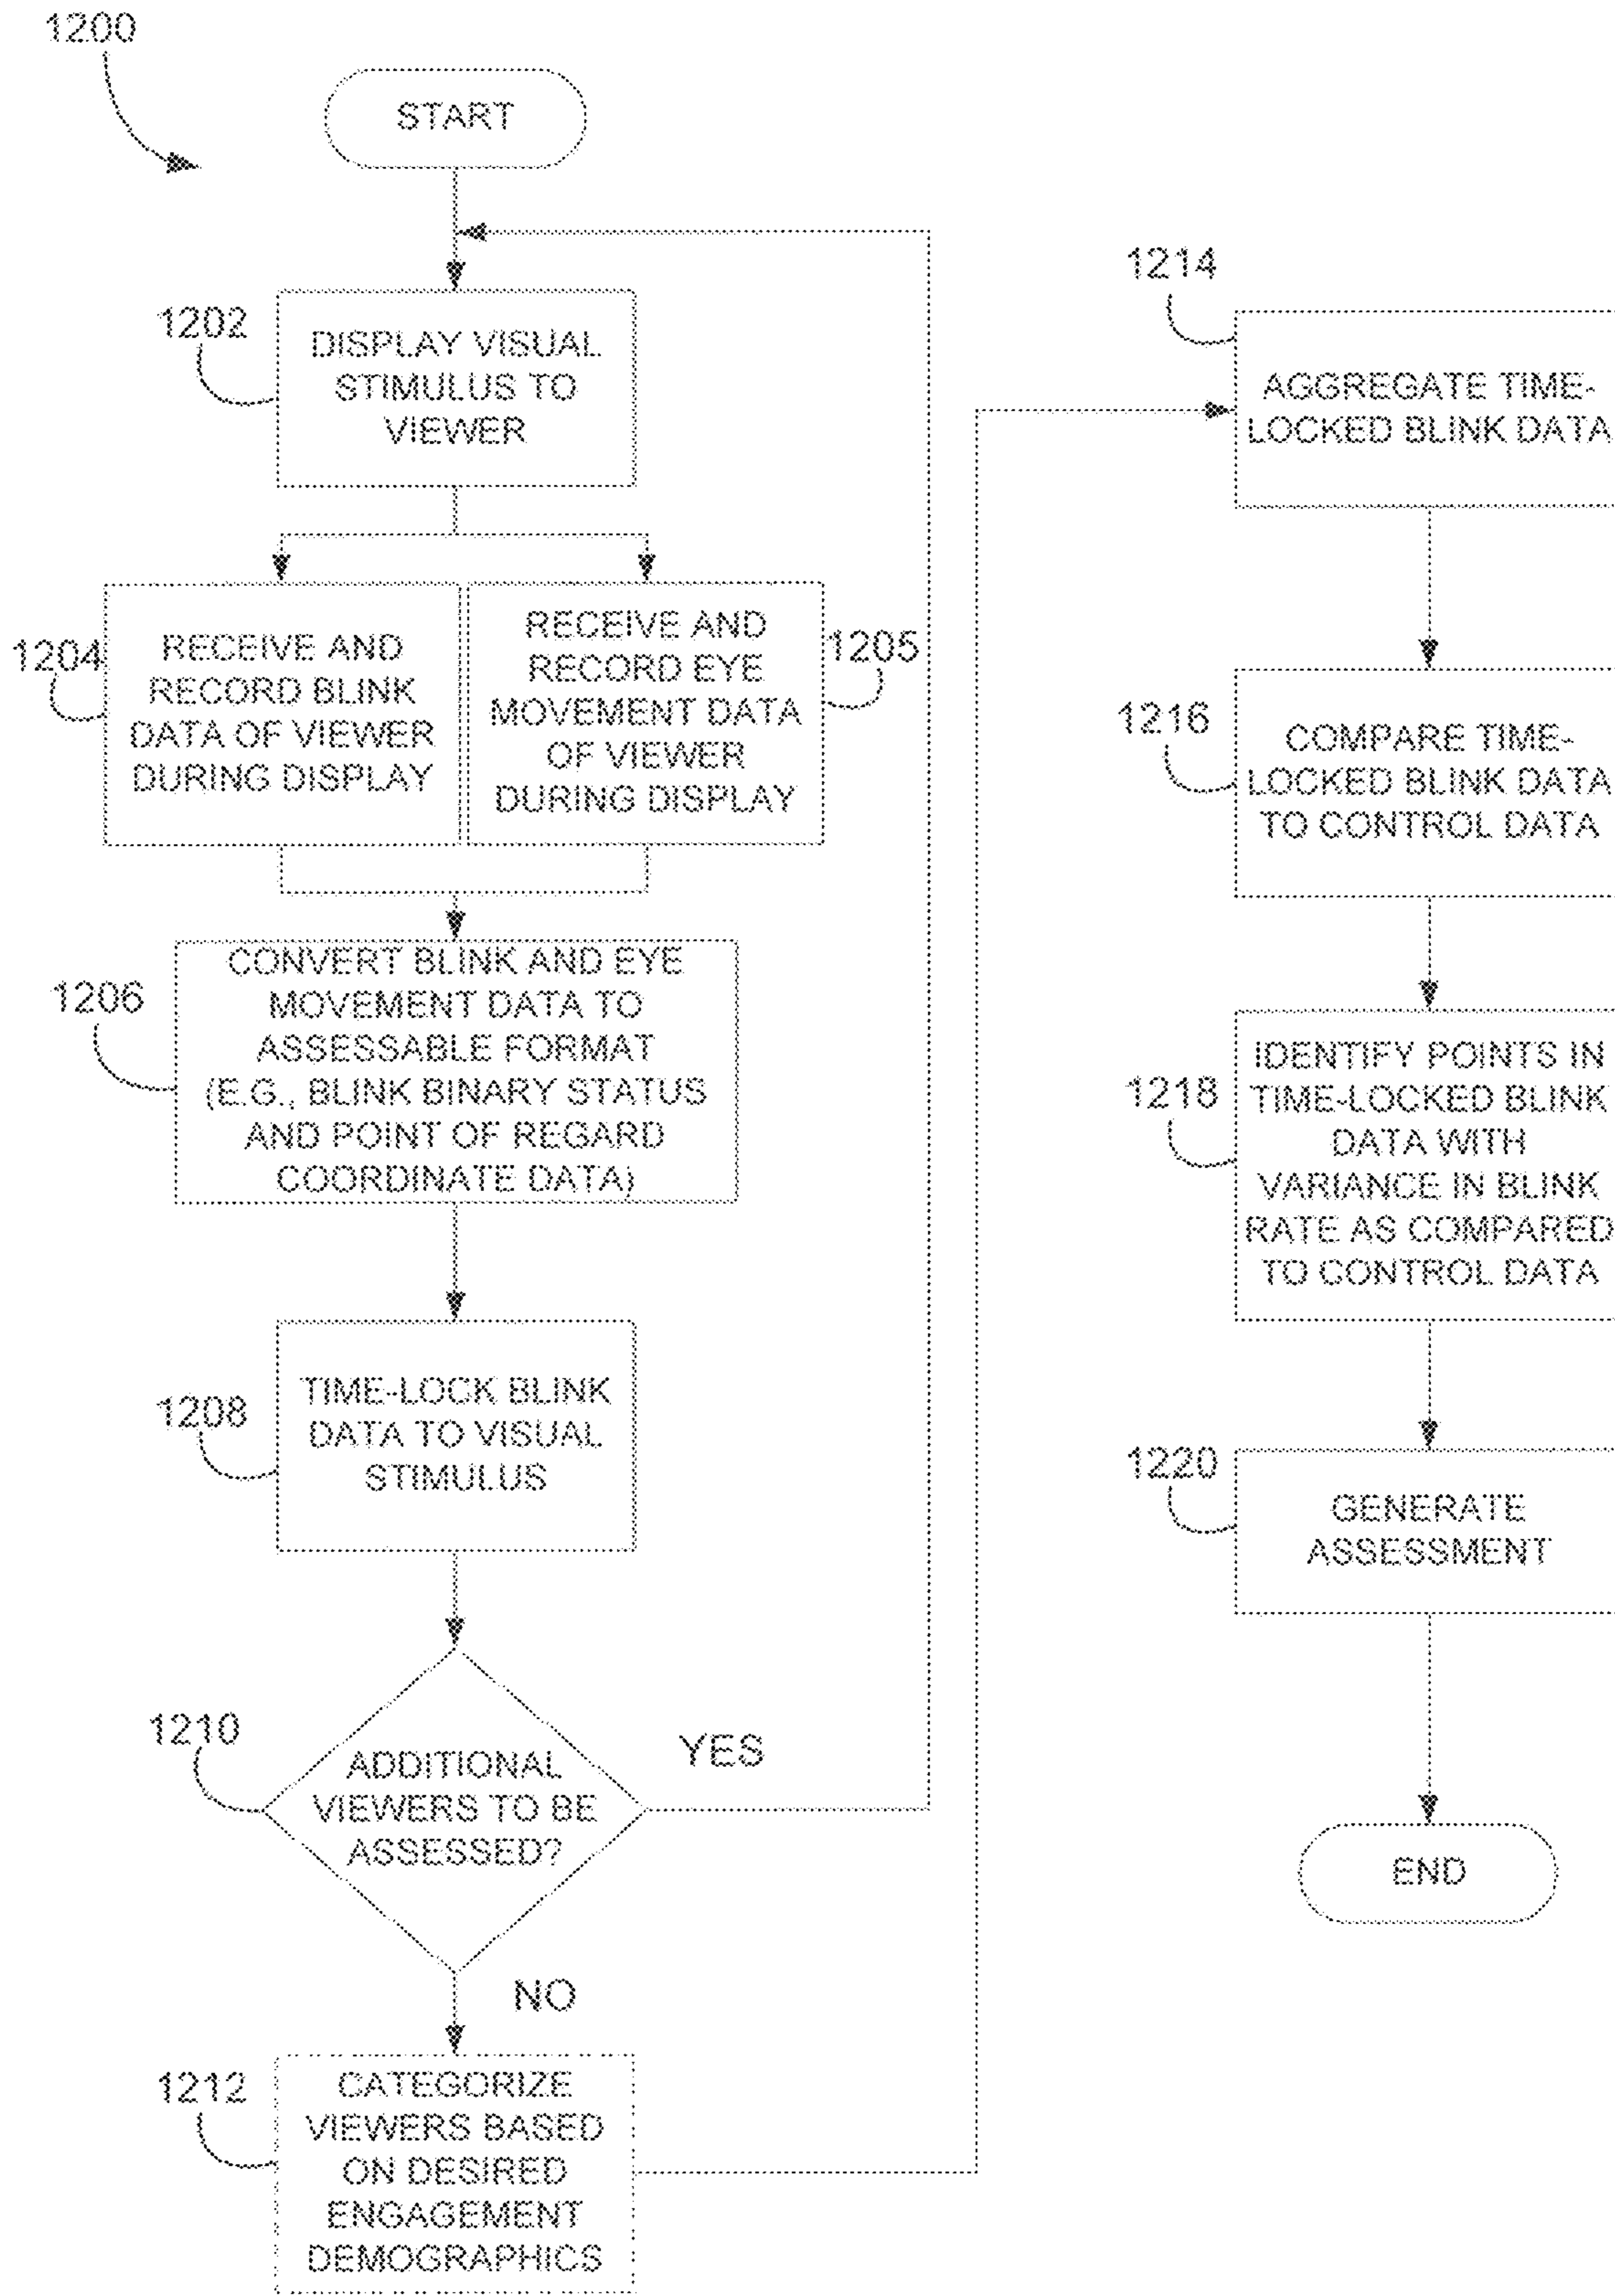 1200
START
1202
DISPLAY VISUAL
STIMULUS TO
VIEWER
1204
RECEIVE AND
RECORD BLINK
DATA OF VIEWER
DURING DISPLAY
RECEIVE AND
RECORD EYE
MOVEMENT DATA
OF VIEWER
DURING DISPLAY
1205
1206
CONVERT BLINK AND EYE
MOVEMENT DATA TO
ASSESSABLE FORMAT
(E.G., BLINK BINARY STATUS
AND POINT OF REGARD
COORDINATE DATA)
1208
TIME-LOCK BLINK
DATA TO VISUAL
STIMULUS
1210
ADDITIONAL
VIEWERS TO BE
ASSESSED?
YES
NO
1212
CATEGORIZE
VIEWERS BASED
ON DESIRED
ENGAGEMENT
DEMOGRAPHICS
1214
AGGREGATE TIME-
LOCKED BLINK DATA
1216
COMPARE TIME-
LOCKED BLINK DATA
TO CONTROL DATA
1218
IDENTIFY POINTS IN
TIME-LOCKED BLINK
DATA WITH
VARIANCE IN BLINK
RATE AS COMPARED
TO CONTROL DATA
1220
GENERATE
ASSESSMENT
END